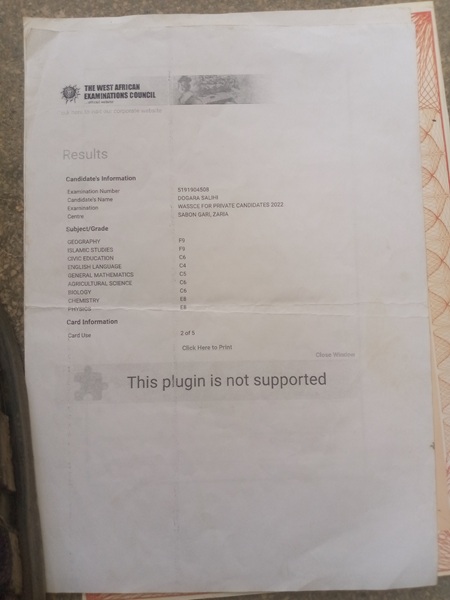 THE WEST AFRICAN
EXAMINATIONS COUNCIL
Results
Candidate's Information
Examination Number 5191904508
Candidate's Name DOGARA SALIHI
Examination WASSCE FOR PRIVATE CANDIDATES 2022
Centre SABON GARI, ZARIA
Subject/Grade
GEOGRAPHY F9
ISLAMIC STUDIES F9
CIVIC EDUCATION C6
ENGLISH LANGUAGE C4
GENERAL MATHEMATICS C5
AGRICULTURAL SCIENCE C6
BIOLOGY C6
CHEMISTRY E8
PHYSICS E8
Card Information
Card Use 2 of 5
Click Here to Print
Close Window
This plugin is not supported